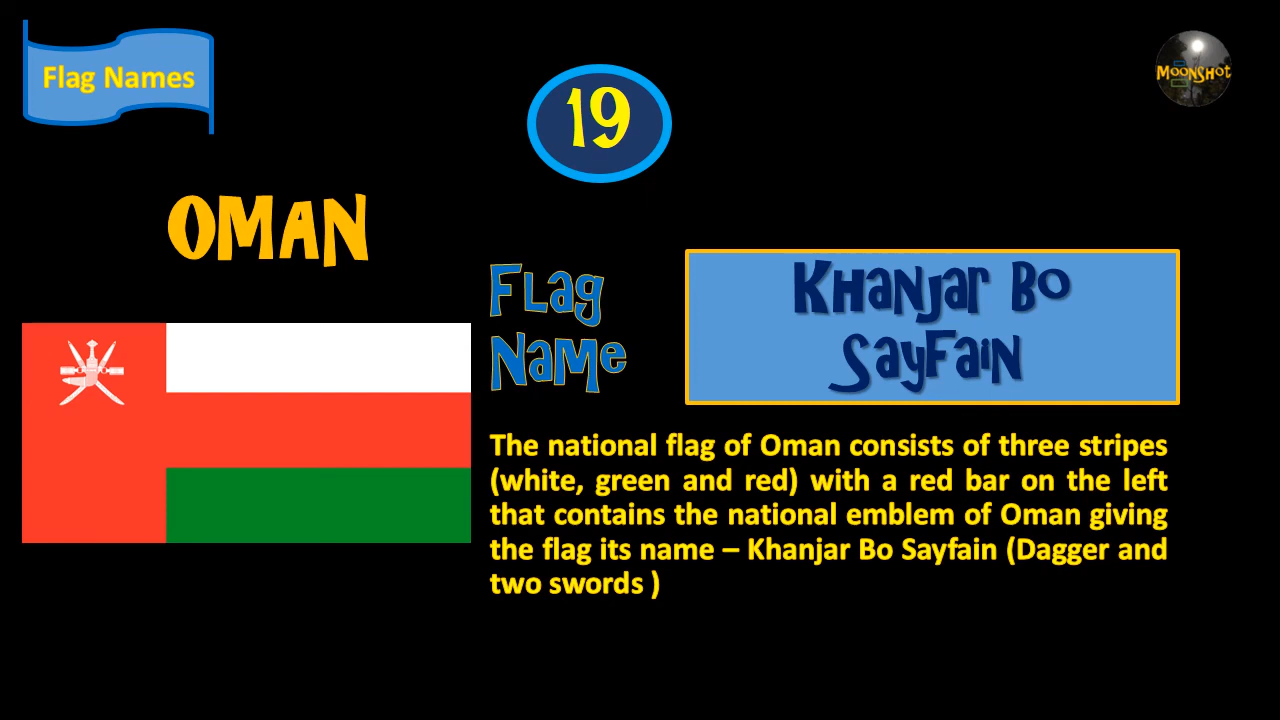 Flag Names
MOONSHOT
19
OMAN
Flag
Name
Khanjar Bo
Sayfain
The national flag of Oman consists of three stripes
(white, green and red) with a red bar on the left
that contains the national emblem of Oman giving
the flag its name – Khanjar Bo Sayfain (Dagger and
two swords )